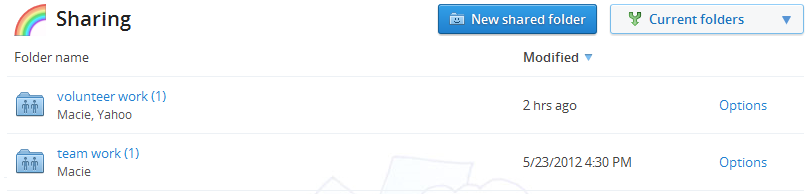 Sharing
New shared folder
Current folders
Folder name
Modified
volunteer work (1)
Macie, Yahoo
2 hrs ago
Options
team work (1)
Macie
5/23/2012 4:30 PM
Options